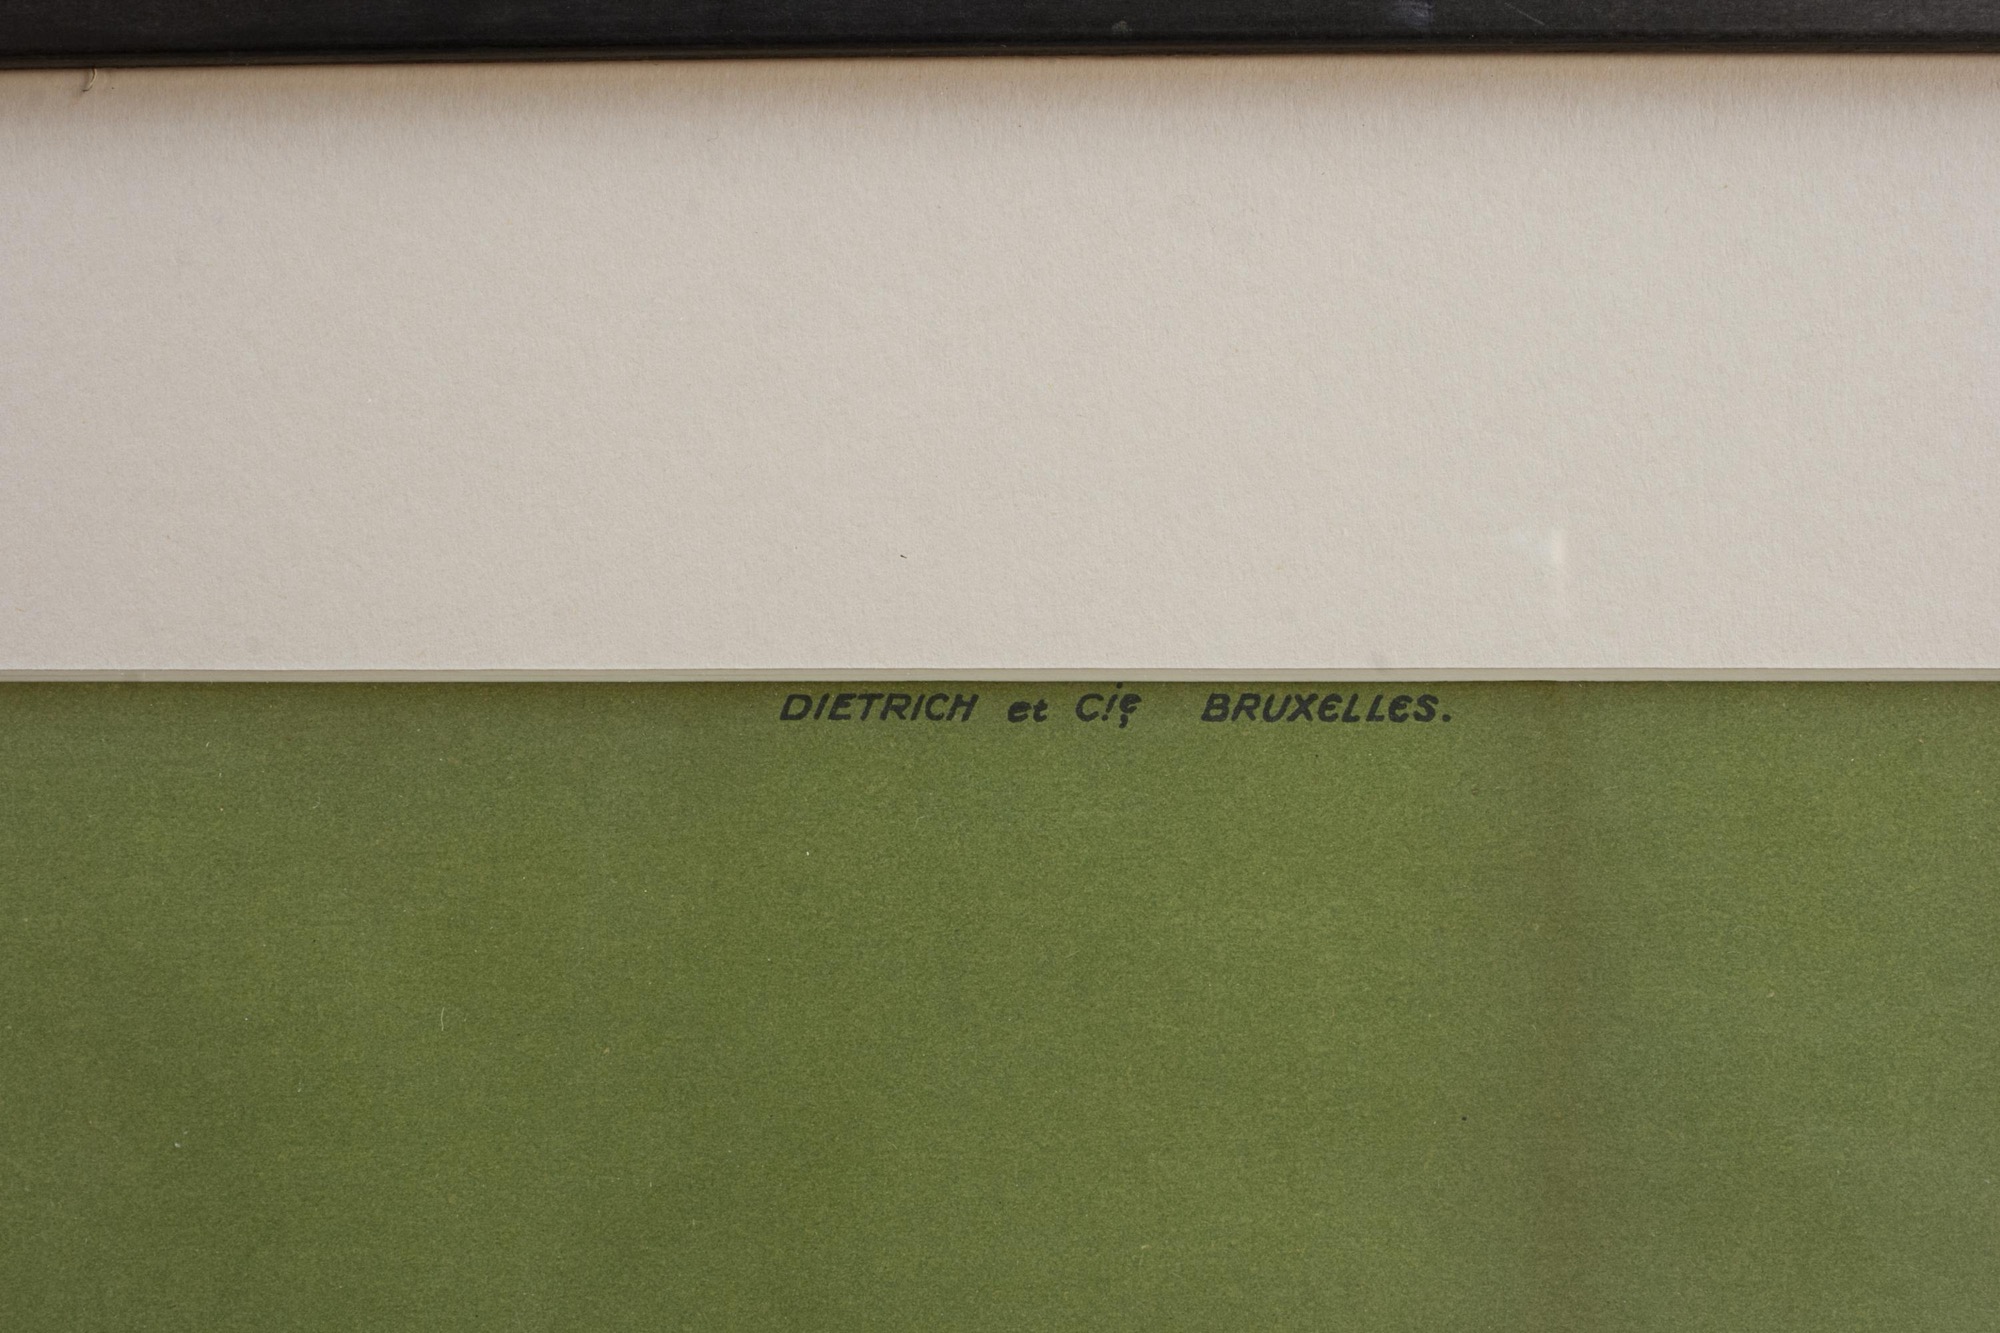 DIETRICH et Cie BRUXELLES.